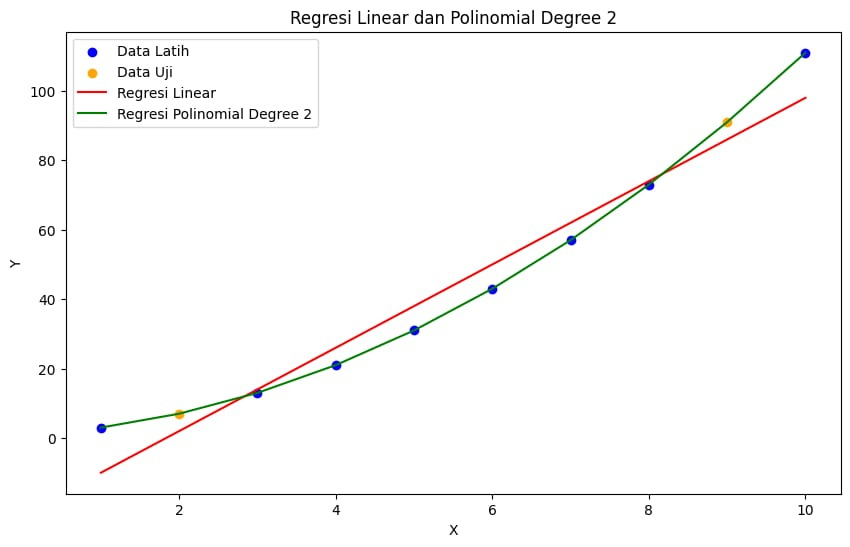 Regresi Linear dan Polinomial Degree 2
Data Latih
Data Uji
Regresi Linear
Regresi Polinomial Degree 2
100
80
60
40
20
0
Y
2
4
6
8
10
X